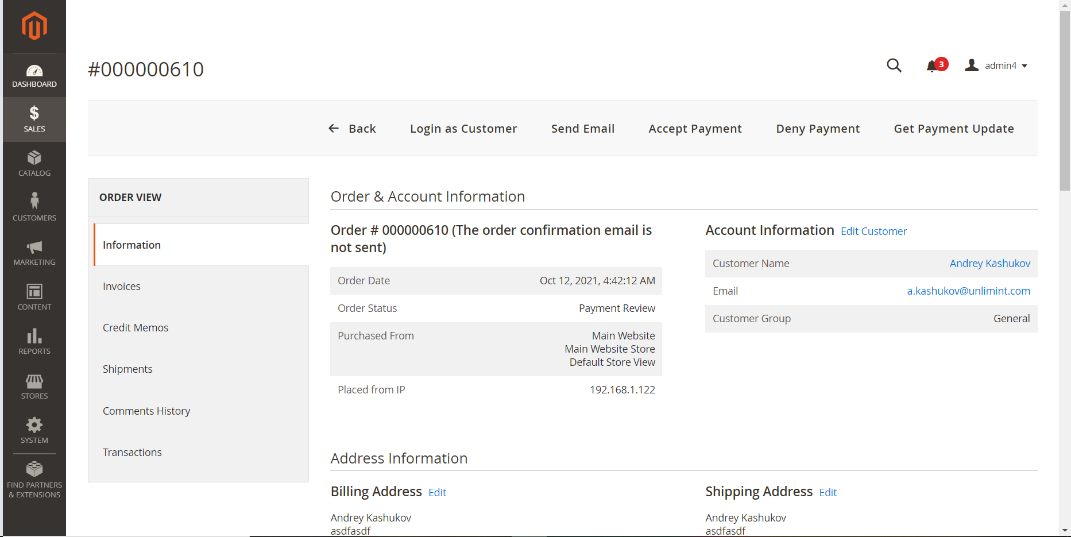 #000000610
3
admin4
DASHBOARD
SALES
CATALOG
CUSTOMERS
MARKETING
CONTENT
REPORTS
STORES
SYSTEM
FIND PARTNERS
& EXTENSIONS
← Back
Login as Customer
Send Email
Accept Payment
Deny Payment
Get Payment Update
ORDER VIEW
Information
Invoices
Credit Memos
Shipments
Comments History
Transactions
Order & Account Information
Order # 000000610 (The order confirmation email is
not sent)
Order Date Oct 12, 2021, 4:42:12 AM
Order Status Payment Review
Purchased From Main Website
Main Website Store
Default Store View
Placed from IP 192.168.1.122
Account Information Edit Customer
Customer Name Andrey Kashukov
Email a.kashukov@unlimint.com
Customer Group General
Address Information
Billing Address Edit
Andrey Kashukov
asdfasdf
Shipping Address Edit
Andrey Kashukov
asdfasdf